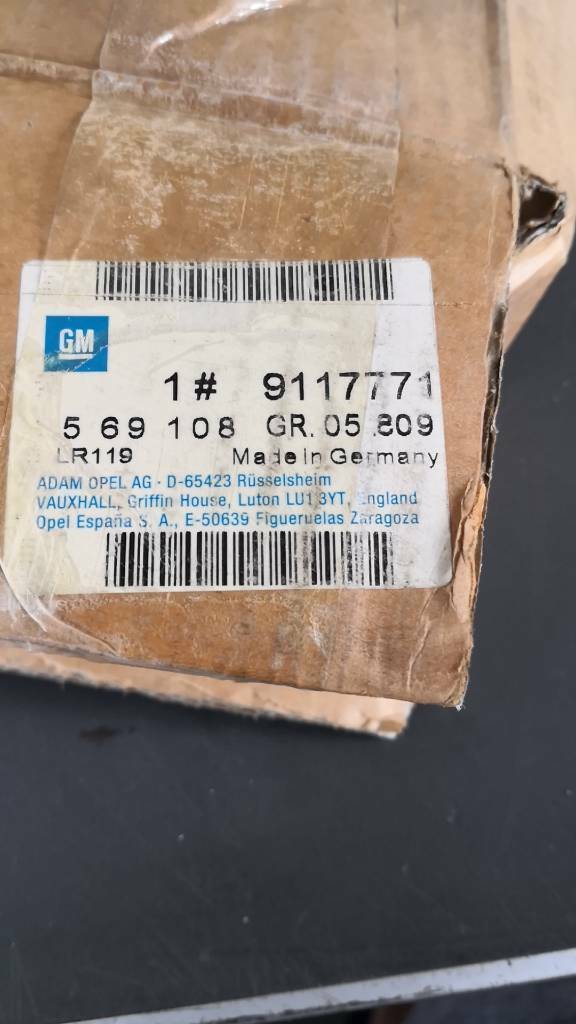 GM
1# 9117771
5 69 108 GR. 05.809
LR119 Made in Germany
ADAM OPEL AG · D-65423 Rüsselsheim
VAUXHALL, Griffin House, Luton LU1 3YT, England
Opel España S. A., E-50639 Figueruelas Zaragoza